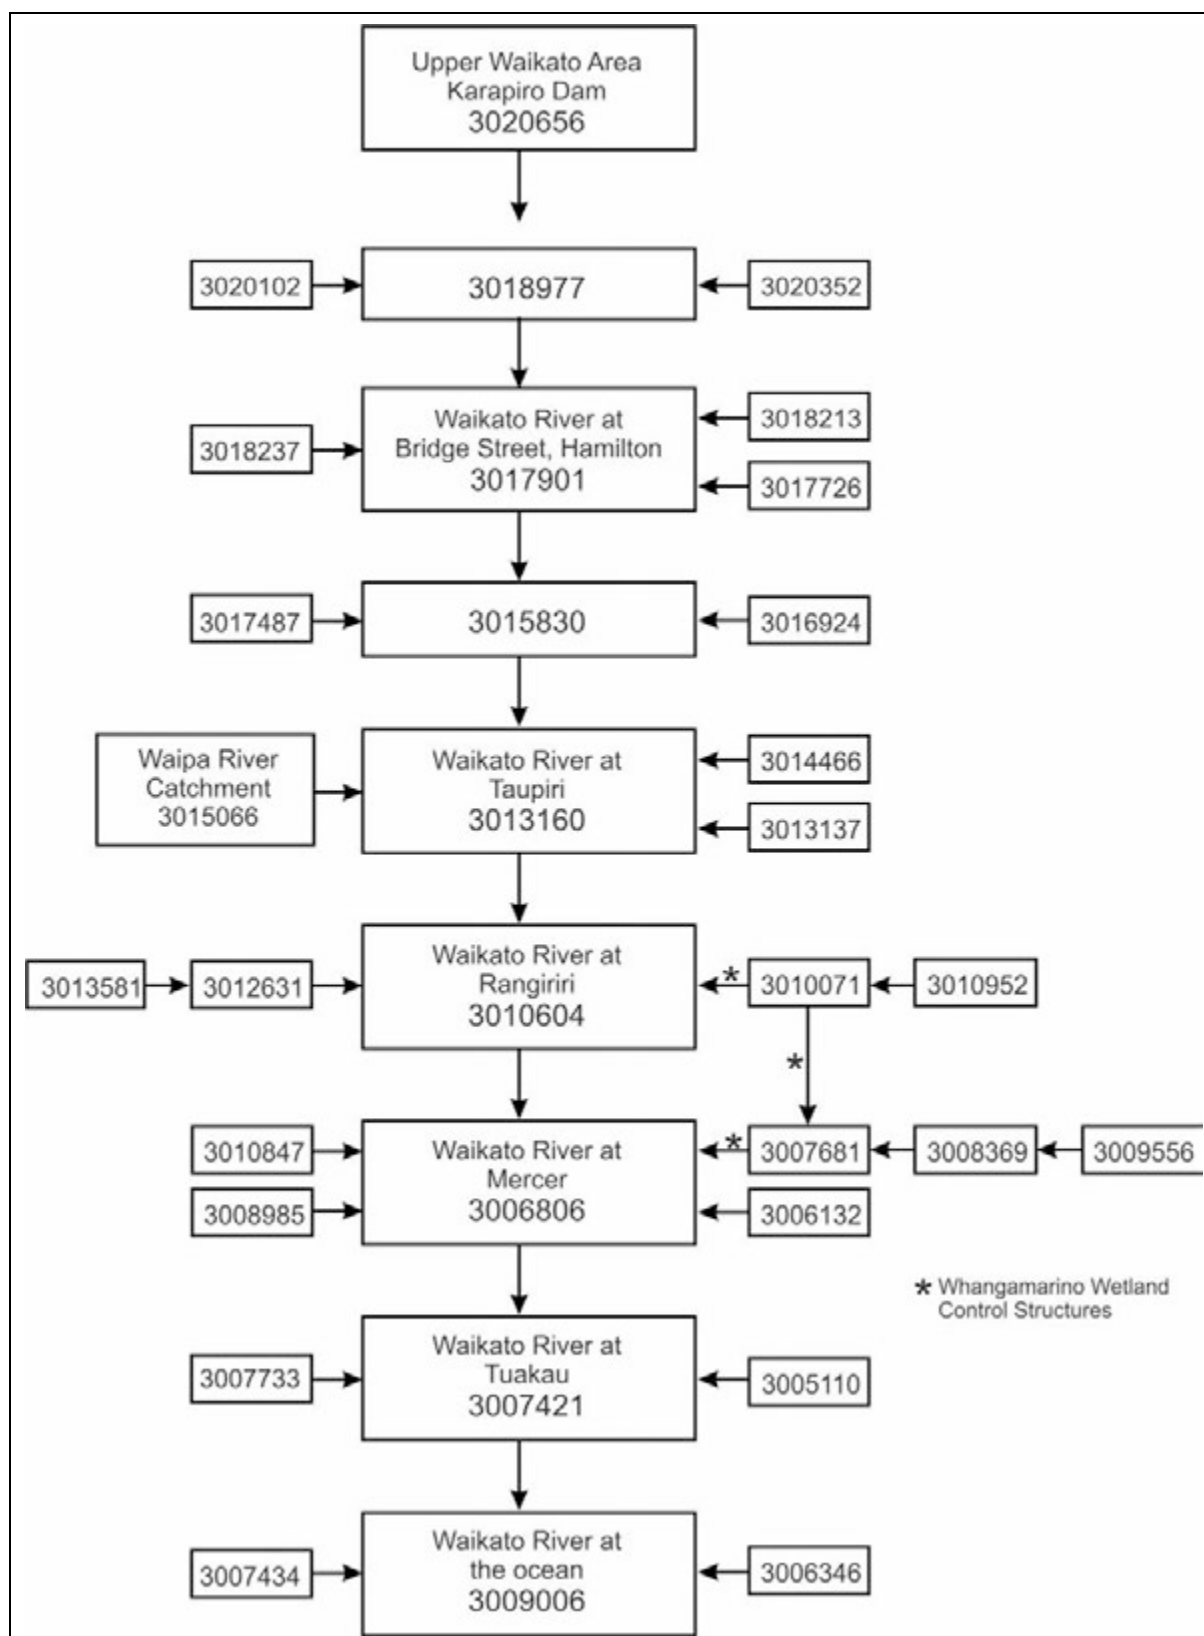 Upper Waikato Area
Karapiro Dam
3020656
3020102
3018977
3020352
Waikato River at
Bridge Street, Hamilton
3017901
3018237
3018213
3017726
3017487
3015830
3016924
Waipa River
Catchment
3015066
Waikato River at
Taupiri
3013160
3014466
3013137
3013581
3012631
Waikato River at
Rangiriri
3010604
*
3010071
3010952
*
3010847
3008985
Waikato River at
Mercer
3006806
*
3007681
3008369
3009556
3006132
* Whangamarino Wetland
Control Structures
3007733
Waikato River at
Tuakau
3007421
3005110
3007434
Waikato River at
the ocean
3009006
3006346